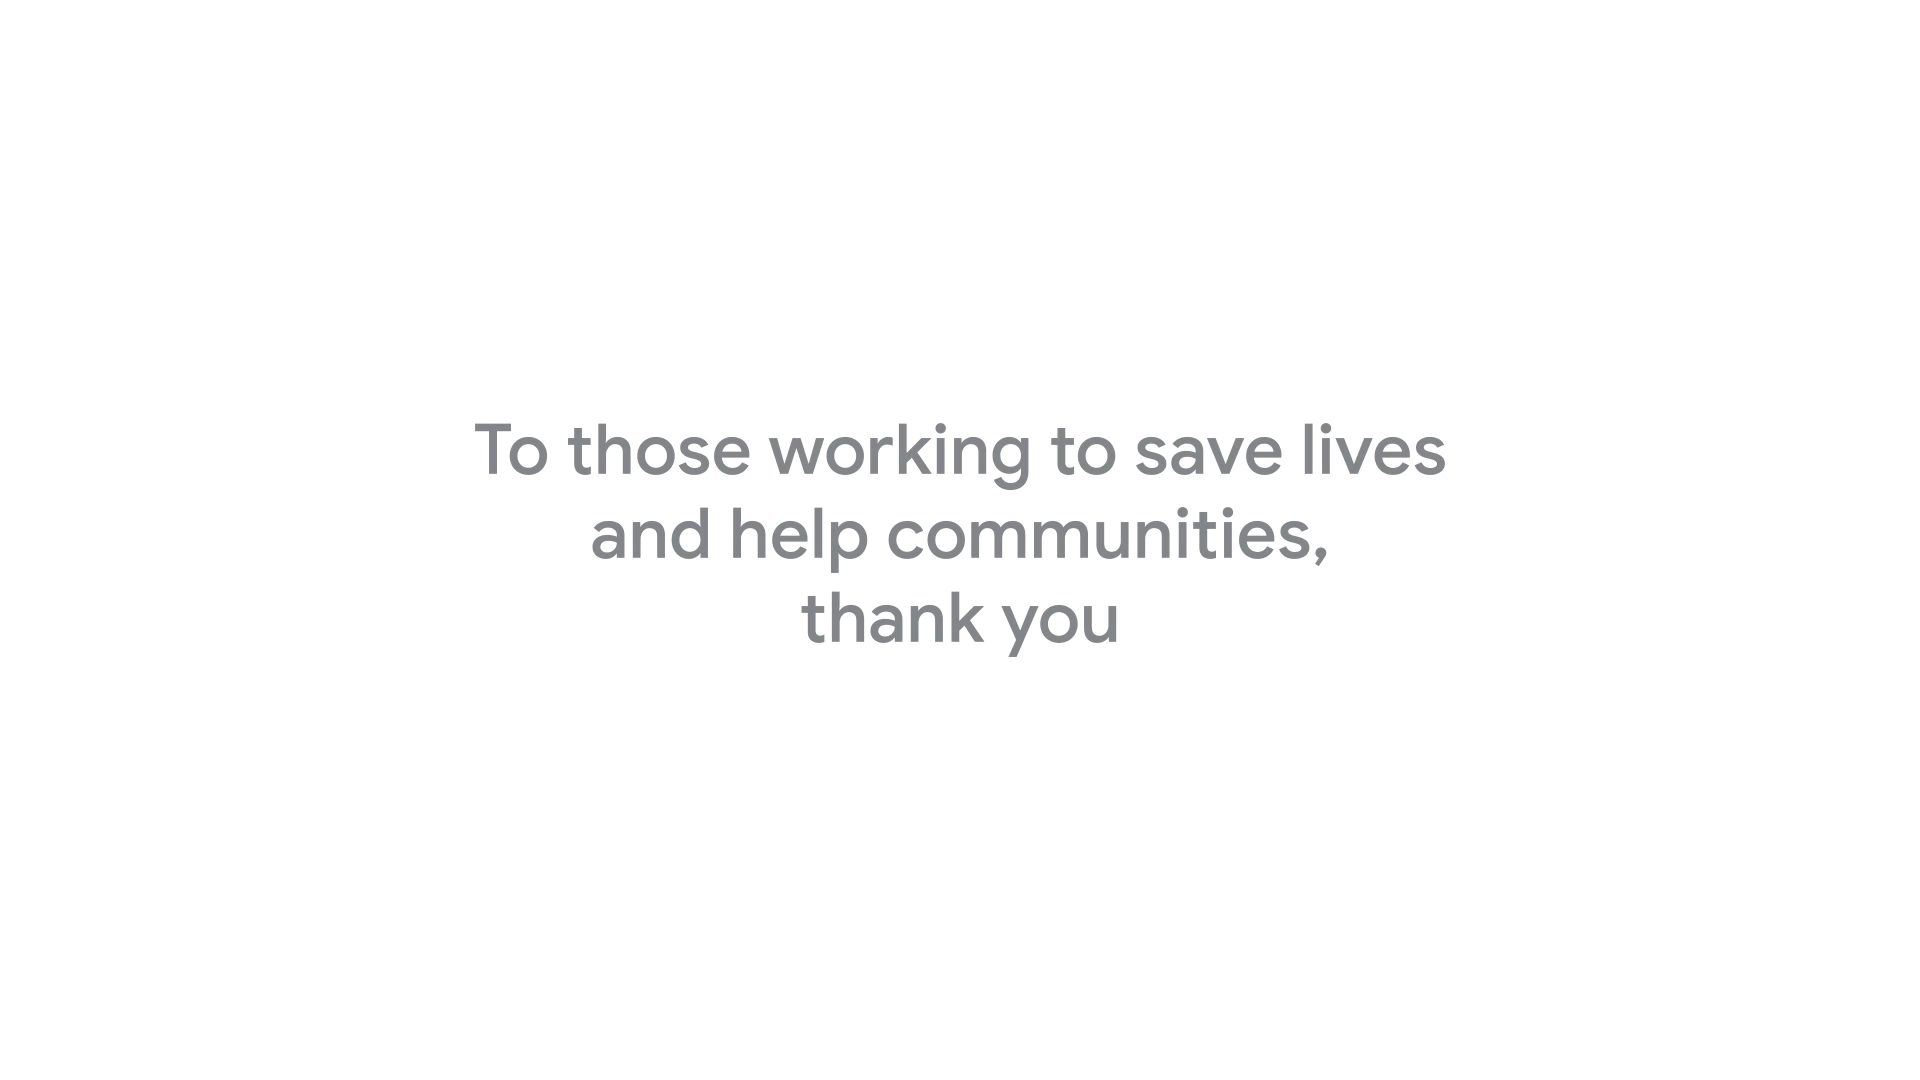 To those working to save lives
and help communities,
thank you